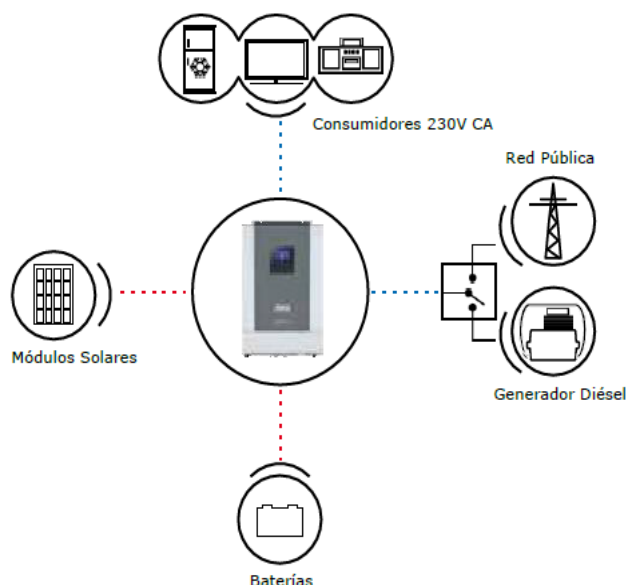 Consumidores 230V CA
Red Pública
Módulos Solares
Generador Diésel
Baterías